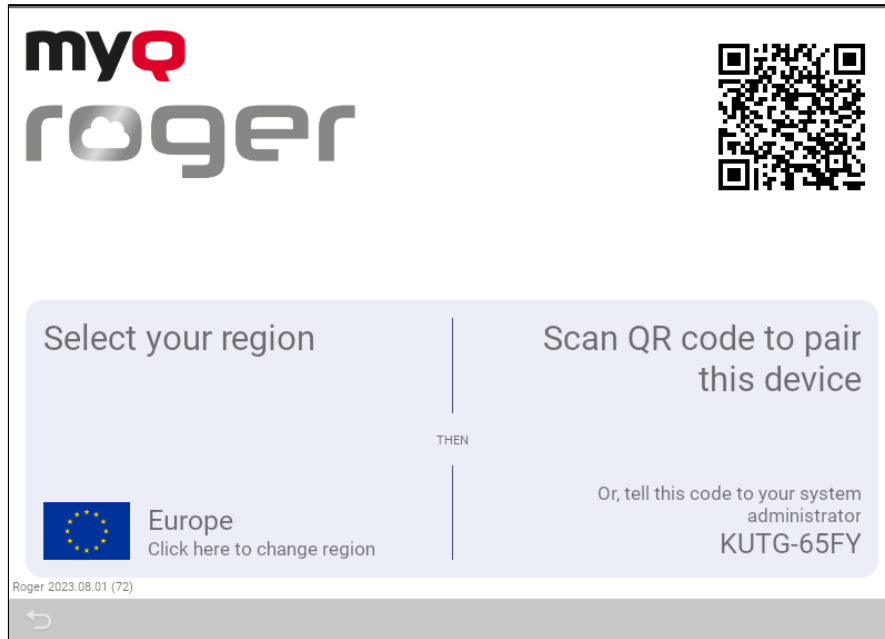 myQ
roger
Select your region
Scan QR code to pair
this device
THEN
Europe
Click here to change region
Or, tell this code to your system
administrator
KUTG-65FY
Roger 2023.08.01 (72)